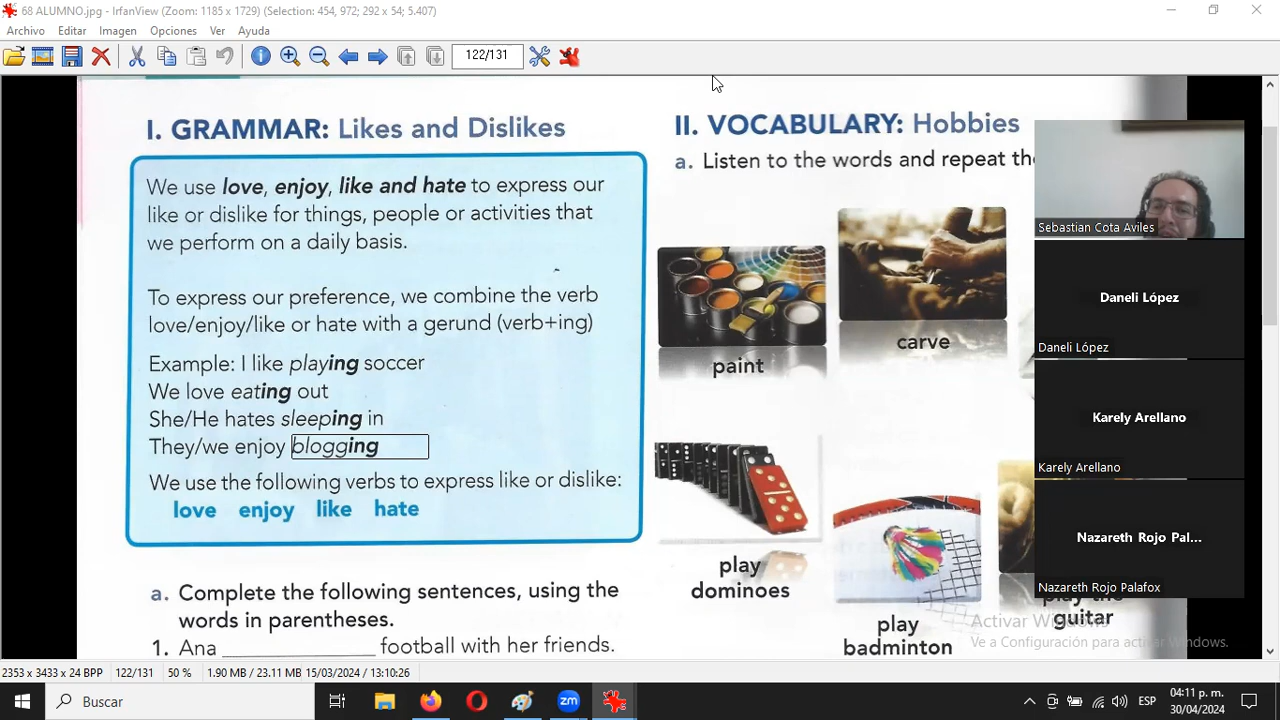 68 ALUMNO.jpg - IrfanView (Zoom: 1185 x 1729) (Selection: 454, 972; 292 x 54; 5.407)
Archivo Editar Imagen Opciones Ver Ayuda
122/131
I. GRAMMAR: Likes and Dislikes
We use love, enjoy, like and hate to express our
like or dislike for things, people or activities that
we perform on a daily basis.
To express our preference, we combine the verb
love/enjoy/like or hate with a gerund (verb+ing)
Example: I like playing soccer
We love eating out
She/He hates sleeping in
They/we enjoy blogging
We use the following verbs to express like or dislike:
love enjoy like hate
a. Complete the following sentences, using the
words in parentheses.
1. Ana ______________ football with her friends.
II. VOCABULARY: Hobbies
a. Listen to the words and repeat
paint
carve
play
dominoes
play
badminton
guitar
Sebastian Cota Aviles
Daneli López
Daneli López
Karely Arellano
Karely Arellano
Nazareth Rojo Pal...
Nazareth Rojo Palafox
Activar Windows
Ve a Configuración para activar Windows.
2353 x 3433 x 24 BPP 122/131 50 % 1.90 MB / 23.11 MB 15/03/2024 / 13:10:26
Buscar
zm
ESP
04:11 p. m.
30/04/2024